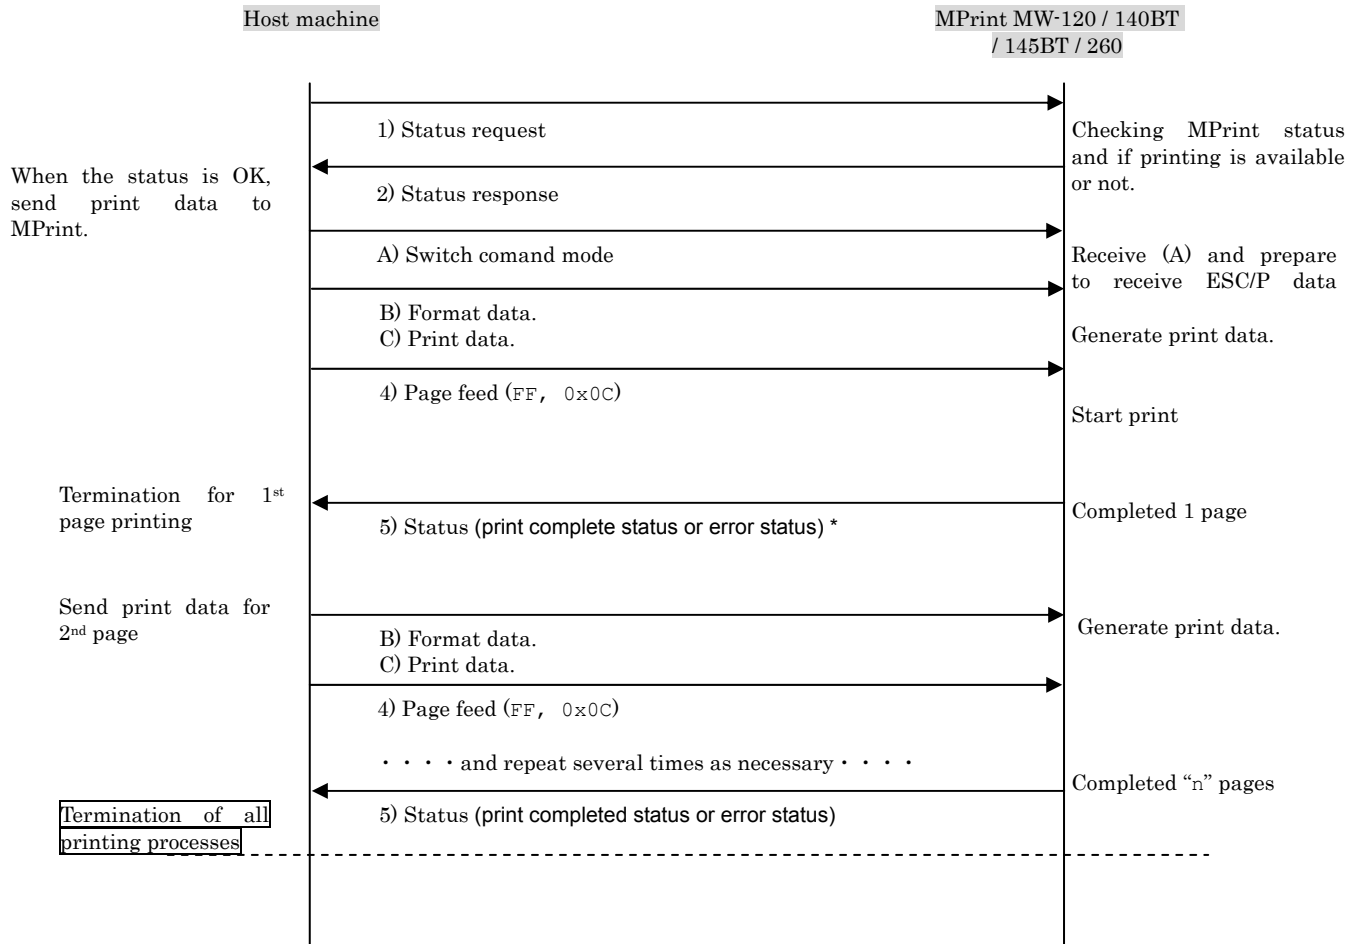 Host machine
MPrint MW-120 / 140BT
/ 145BT / 260
1) Status request
Checking MPrint status
and if printing is available
or not.
When the status is OK,
send print data to
MPrint.
2) Status response
A) Switch comand mode
Receive (A) and prepare
to receive ESC/P data
B) Format data.
C) Print data.
Generate print data.
4) Page feed (FF, 0x0C)
Start print
Termination for 1st
page printing
Completed 1 page
5) Status (print complete status or error status) *
Send print data for
2nd page
Generate print data.
B) Format data.
C) Print data.
4) Page feed (FF, 0x0C)
・・・・and repeat several times as necessary・・・・
Completed “n” pages
Termination of all
printing processes
5) Status (print completed status or error status)